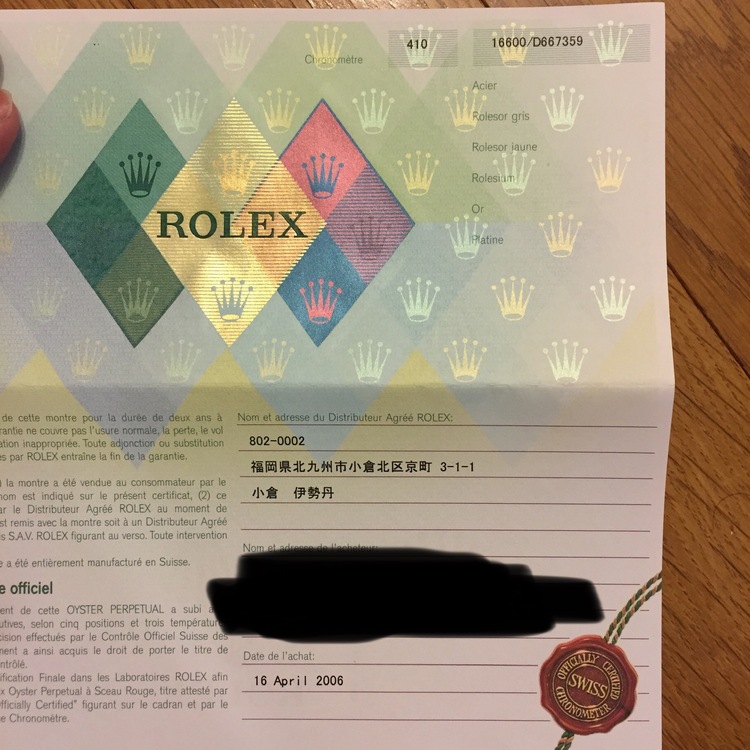 410
16600/D667359
Chronomètre
Acier
Rolesor gris
Rolesor jaune
Rolesium
Or
Platine
ROLEX
de cette montre pour la durée de deux ans à
rantie ne couvre pas l'usure normale, la perte, le vol
ation inappropriée. Toute adjonction ou substitution
es par ROLEX entraîne la fin de la garantie.
la montre a été vendue au consommateur par le
nom est indiqué sur le présent certificat, (2) ce
ar le Distributeur Agréé ROLEX au moment de
st remis avec la montre soit à un Distributeur Agréé
s S.A.V. ROLEX figurant au verso. Toute intervention
e a été entièrement manufacturé en Suisse.
e officiel
ent de cette OYSTER PERPETUAL a subi
utives, selon cinq positions et trois température
cision effectués par le Contrôle Officiel Suisse des
ment a ainsi acquis le droit de porter le titre de
ontrôlé.
ification Finale dans les Laboratoires ROLEX afin
x Oyster Perpetual à Sceau Rouge, titre attesté par
fficially Certified" figurant sur le cadran et par le
e Chronomètre.
Nom et adresse du Distributeur Agréé ROLEX:
802-0002
福岡県北九州市小倉北区京町 3-1-1
小倉 伊勢丹
Nom et adresse de l'acheteur:
Date de l'achat:
16 April 2006
OFFICIALLY CERTIFIED
SWISS
CHRONOMETER